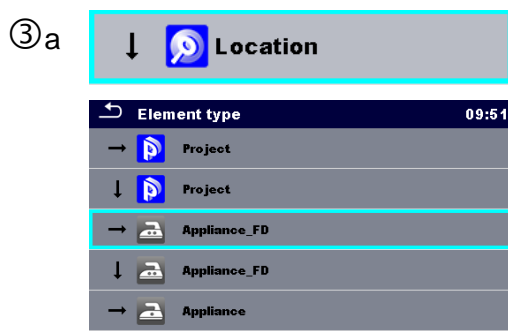 ③a
↓ Location
Element type 09:51
→ Project
↓ Project
→ Appliance_FD
↓ Appliance_FD
→ Appliance